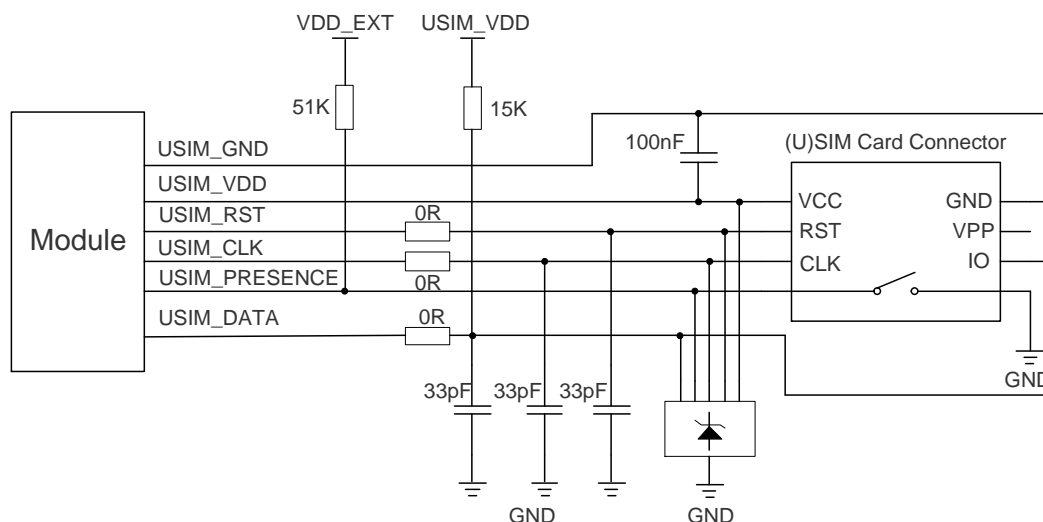 VDD_EXT USIM_VDD
51K 15K
100nF (U)SIM Card Connector
USIM_GND
USIM_VDD VCC GND
USIM_RST 0R RST VPP
Module
USIM_CLK CLK IO
USIM_PRESENCE 0R
USIM_DATA 0R
GND
33pF 33pF 33pF
GND GND